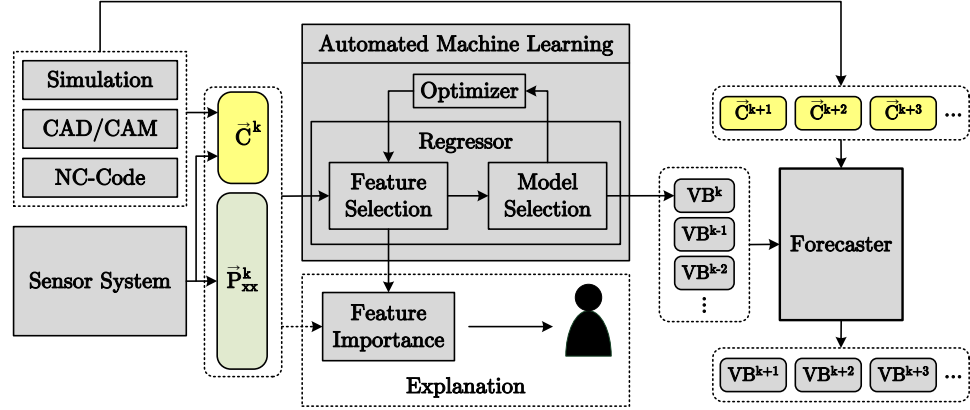 Simulation
CAD/CAM
NC-Code
Sensor System
C⃗ᵏ
P⃗ₓₓᵏ
Automated Machine Learning
Optimizer
Regressor
Feature
Selection
Model
Selection
Feature
Importance
Explanation
VBᵏ
VBᵏ⁻¹
VBᵏ⁻²
⋮
C⃗ᵏ⁺¹ C⃗ᵏ⁺² C⃗ᵏ⁺³ ...
Forecaster
VBᵏ⁺¹ VBᵏ⁺² VBᵏ⁺³ ...